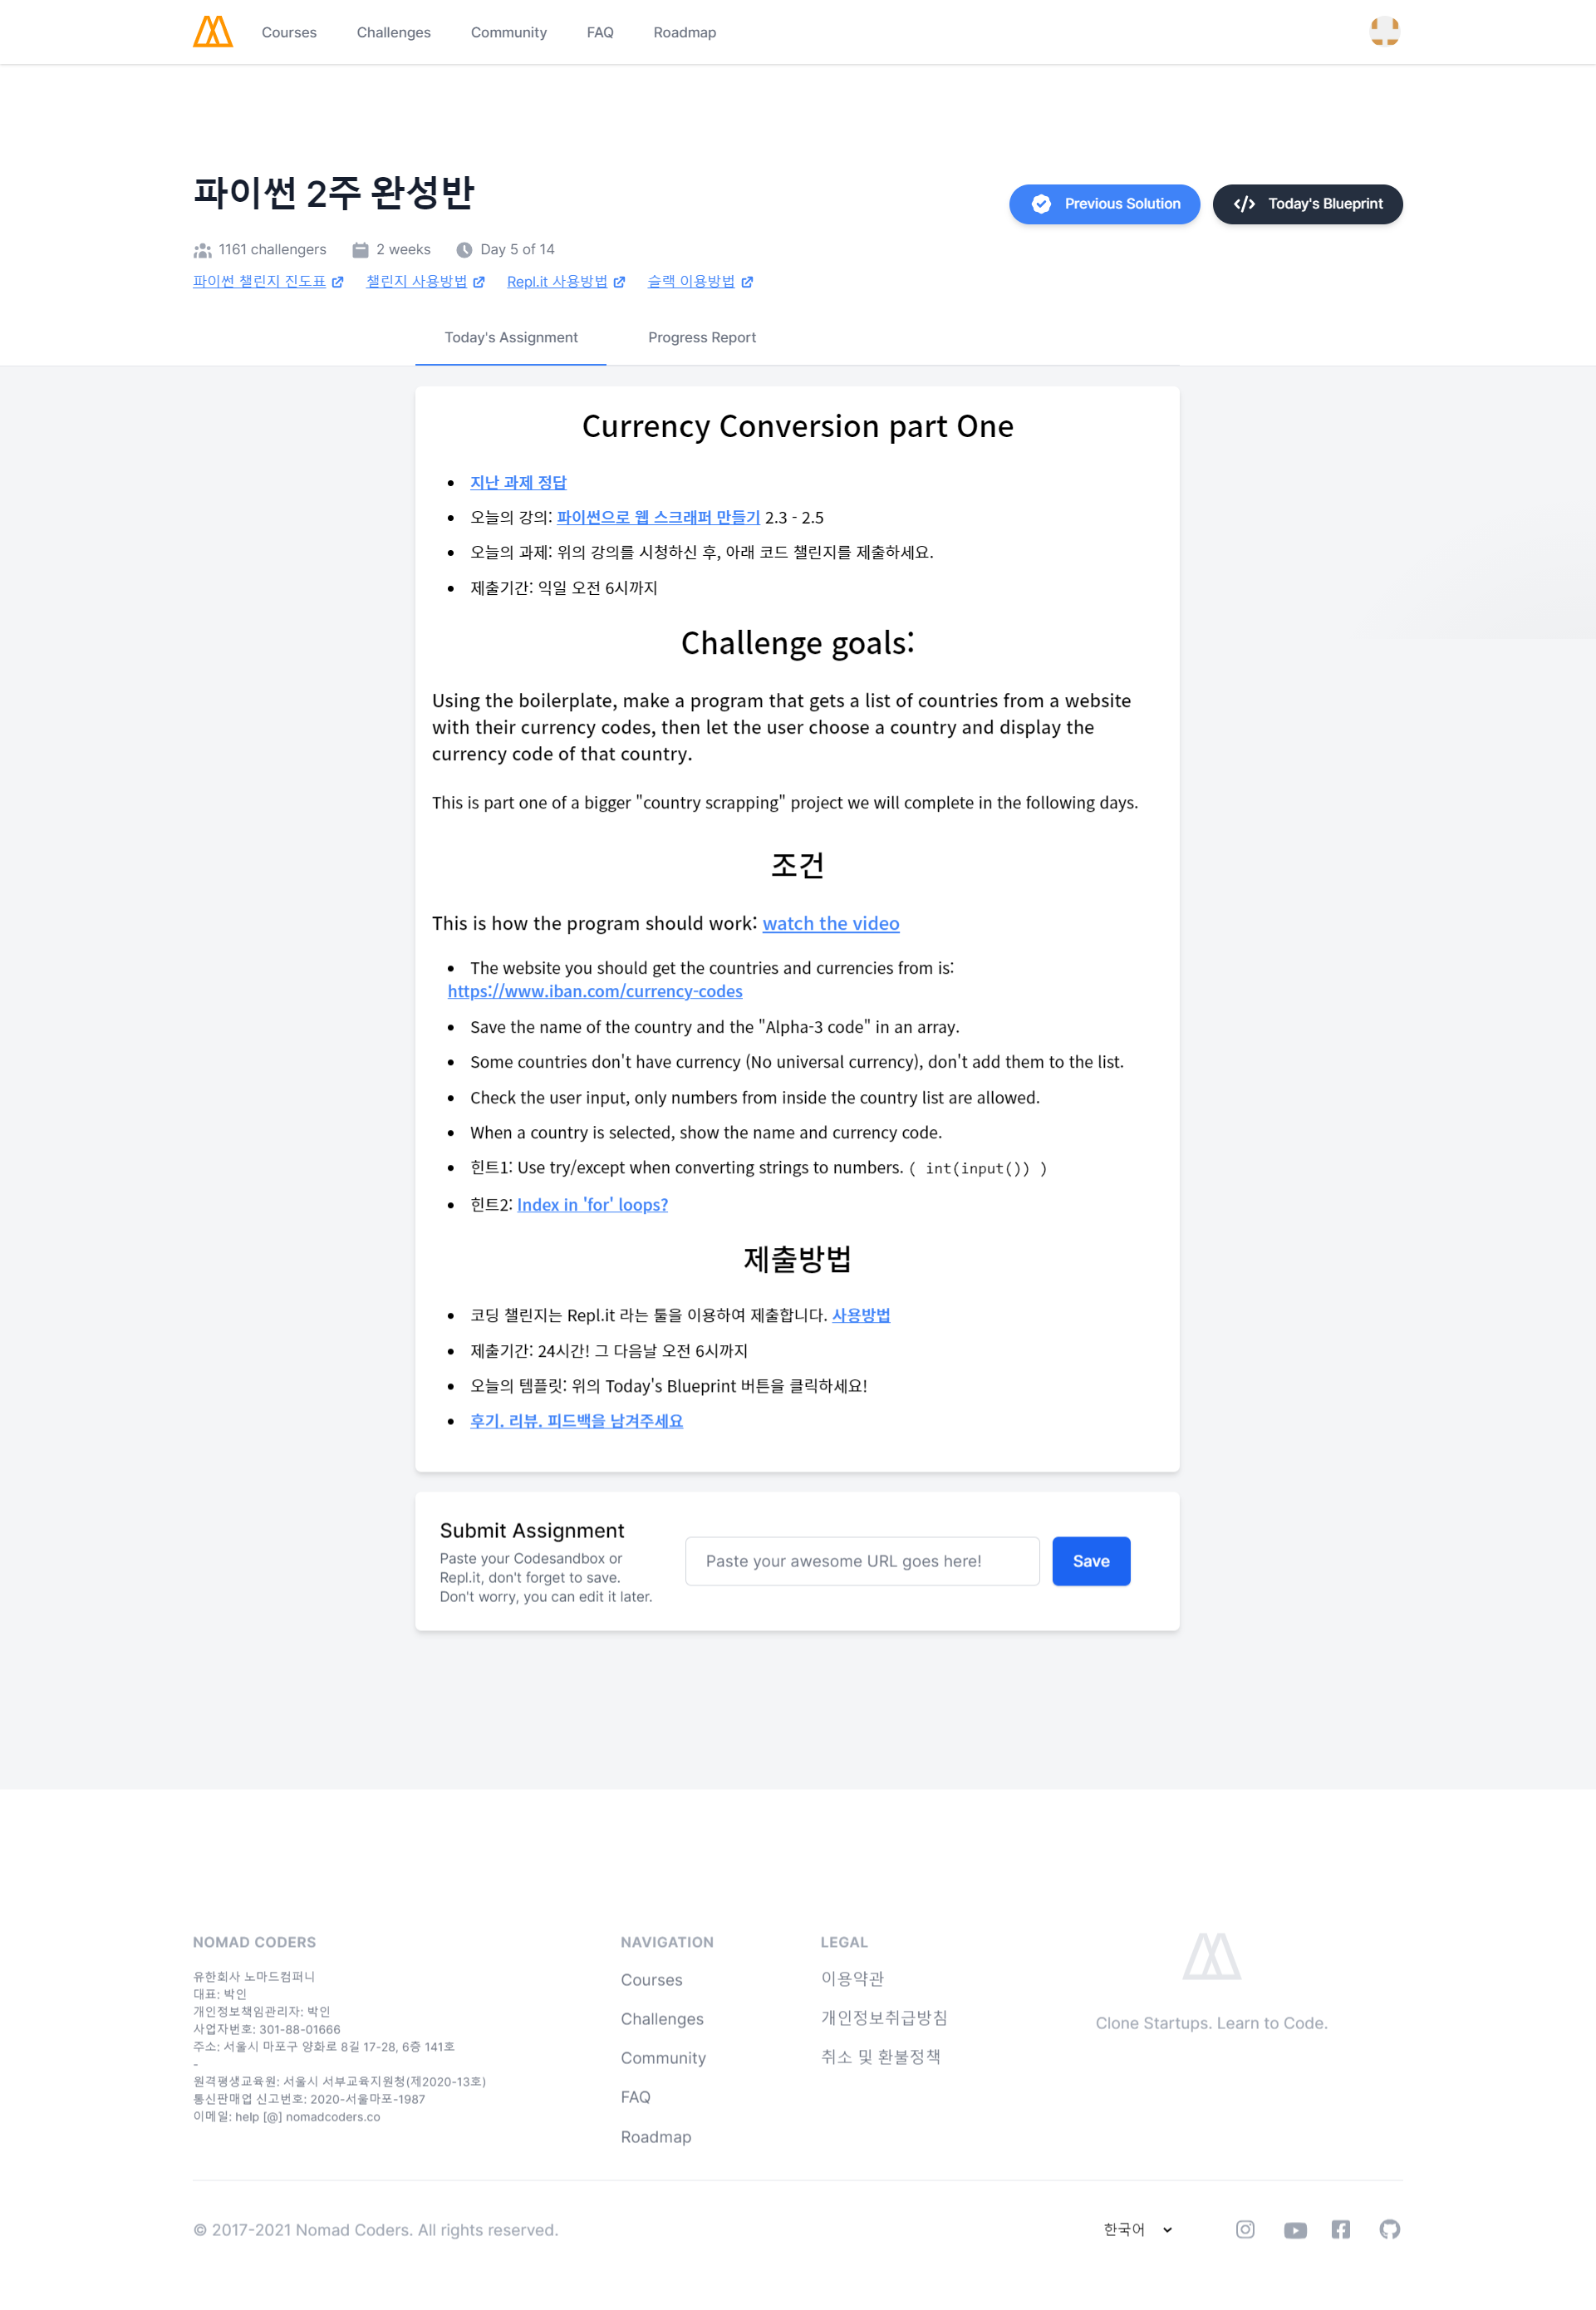 Courses Challenges Community FAQ Roadmap
파이썬 2주 완성반
Previous Solution Today's Blueprint
1161 challengers 2 weeks Day 5 of 14
파이썬 챌린지 진도표 챌린지 사용방법 Repl.it 사용방법 슬랙 이용방법
Today's Assignment Progress Report
Currency Conversion part One
지난 과제 정답
오늘의 강의: 파이썬으로 웹 스크래퍼 만들기 2.3 - 2.5
오늘의 과제: 위의 강의를 시청하신 후, 아래 코드 챌린지를 제출하세요.
제출기간: 익일 오전 6시까지
Challenge goals:
Using the boilerplate, make a program that gets a list of countries from a website
with their currency codes, then let the user choose a country and display the
currency code of that country.
This is part one of a bigger "country scrapping" project we will complete in the following days.
조건
This is how the program should work: watch the video
The website you should get the countries and currencies from is:
https://www.iban.com/currency-codes
Save the name of the country and the "Alpha-3 code" in an array.
Some countries don't have currency (No universal currency), don't add them to the list.
Check the user input, only numbers from inside the country list are allowed.
When a country is selected, show the name and currency code.
힌트1: Use try/except when converting strings to numbers. ( int(input()) )
힌트2: Index in 'for' loops?
제출방법
코딩 챌린지는 Repl.it 라는 툴을 이용하여 제출합니다. 사용방법
제출기간: 24시간! 그 다음날 오전 6시까지
오늘의 템플릿: 위의 Today's Blueprint 버튼을 클릭하세요!
후기. 리뷰. 피드백을 남겨주세요
Submit Assignment
Paste your Codesandbox or
Repl.it, don't forget to save.
Don't worry, you can edit it later.
Paste your awesome URL goes here!
Save
NOMAD CODERS
유한회사 노마드컴퍼니
대표: 박인
개인정보책임관리자: 박인
사업자번호: 301-88-01666
주소: 서울시 마포구 양화로 8길 17-28, 6층 141호
-
원격평생교육원: 서울시 서부교육지원청(제2020-13호)
통신판매업 신고번호: 2020-서울마포-1987
이메일: help [@] nomadcoders.co
NAVIGATION
Courses
Challenges
Community
FAQ
Roadmap
LEGAL
이용약관
개인정보취급방침
취소 및 환불정책
Clone Startups. Learn to Code.
© 2017-2021 Nomad Coders. All rights reserved.
한국어